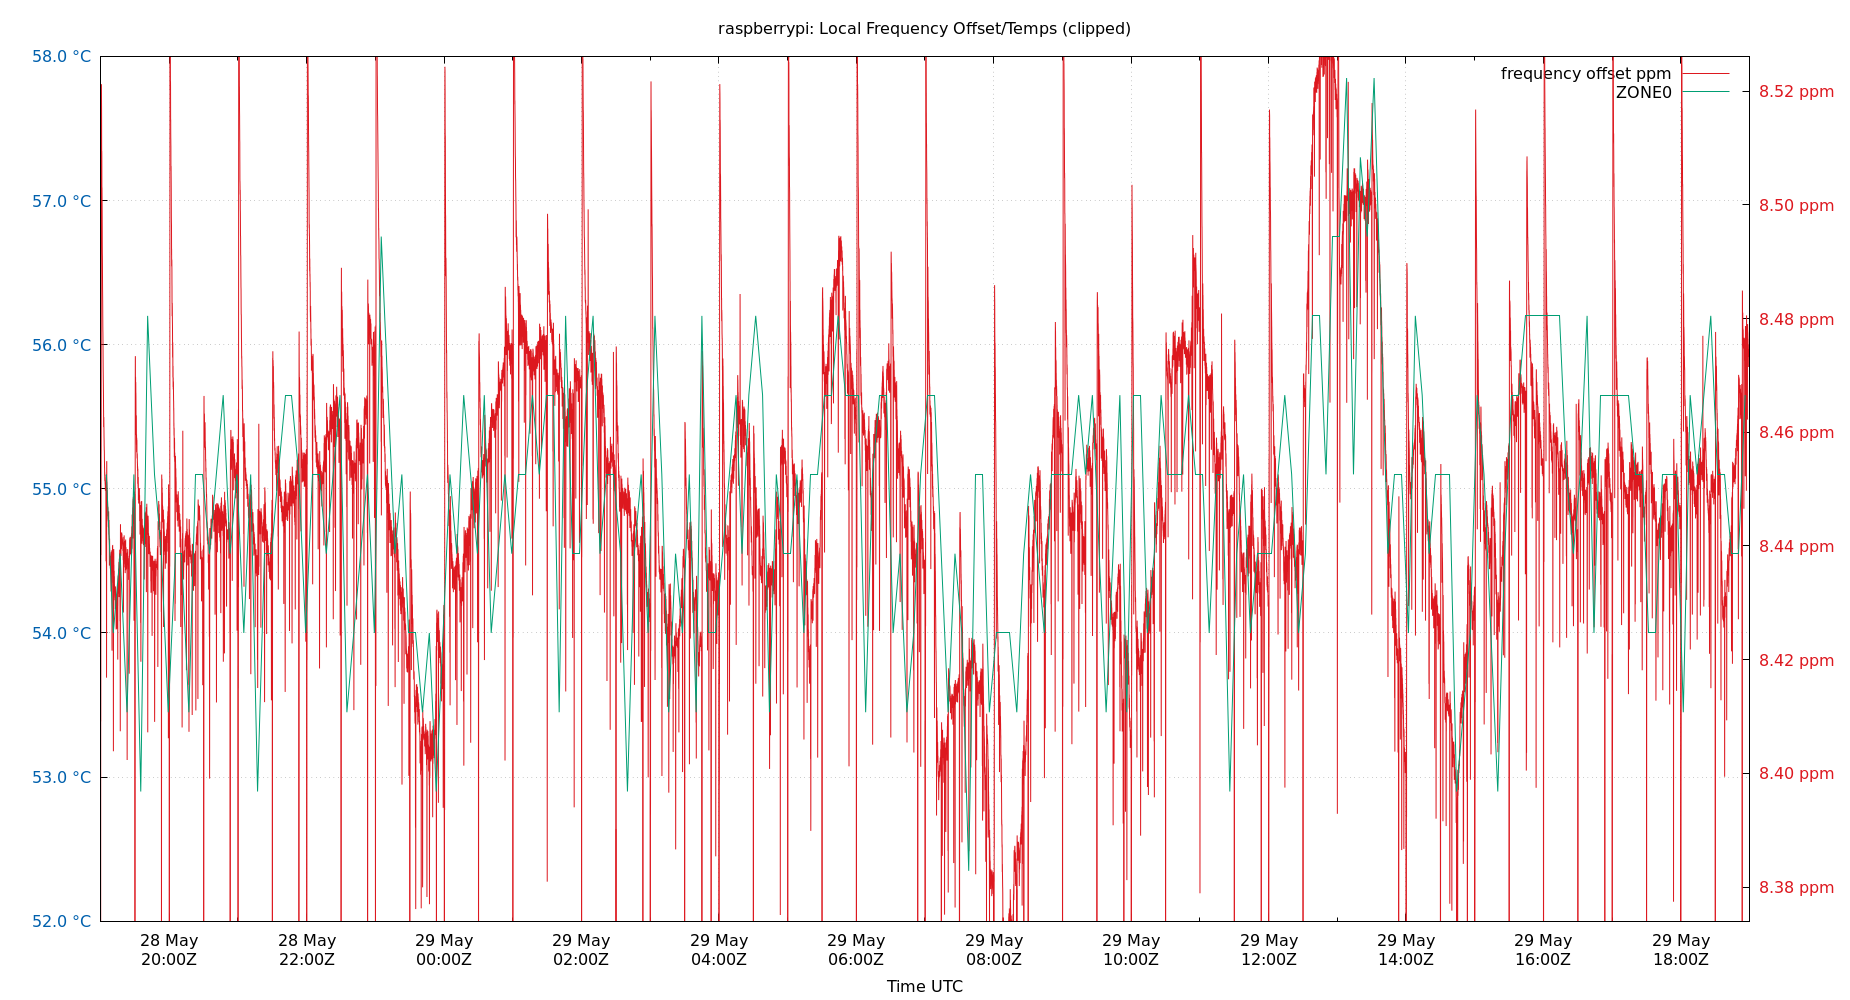 raspberrypi: Local Frequency Offset/Temps (clipped)
58.0 °C
57.0 °C
56.0 °C
55.0 °C
54.0 °C
53.0 °C
52.0 °C
frequency offset ppm
ZONE0
8.52 ppm
8.50 ppm
8.48 ppm
8.46 ppm
8.44 ppm
8.42 ppm
8.40 ppm
8.38 ppm
28 May
20:00Z
28 May
22:00Z
29 May
00:00Z
29 May
02:00Z
29 May
04:00Z
29 May
06:00Z
29 May
08:00Z
29 May
10:00Z
29 May
12:00Z
29 May
14:00Z
29 May
16:00Z
29 May
18:00Z
Time UTC